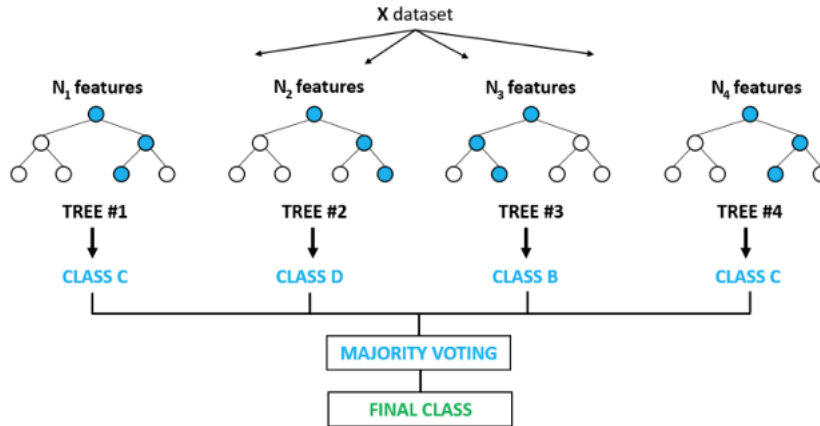 X dataset
N₁ features
N₂ features
N₃ features
N₄ features
TREE #1
TREE #2
TREE #3
TREE #4
CLASS C
CLASS D
CLASS B
CLASS C
MAJORITY VOTING
FINAL CLASS